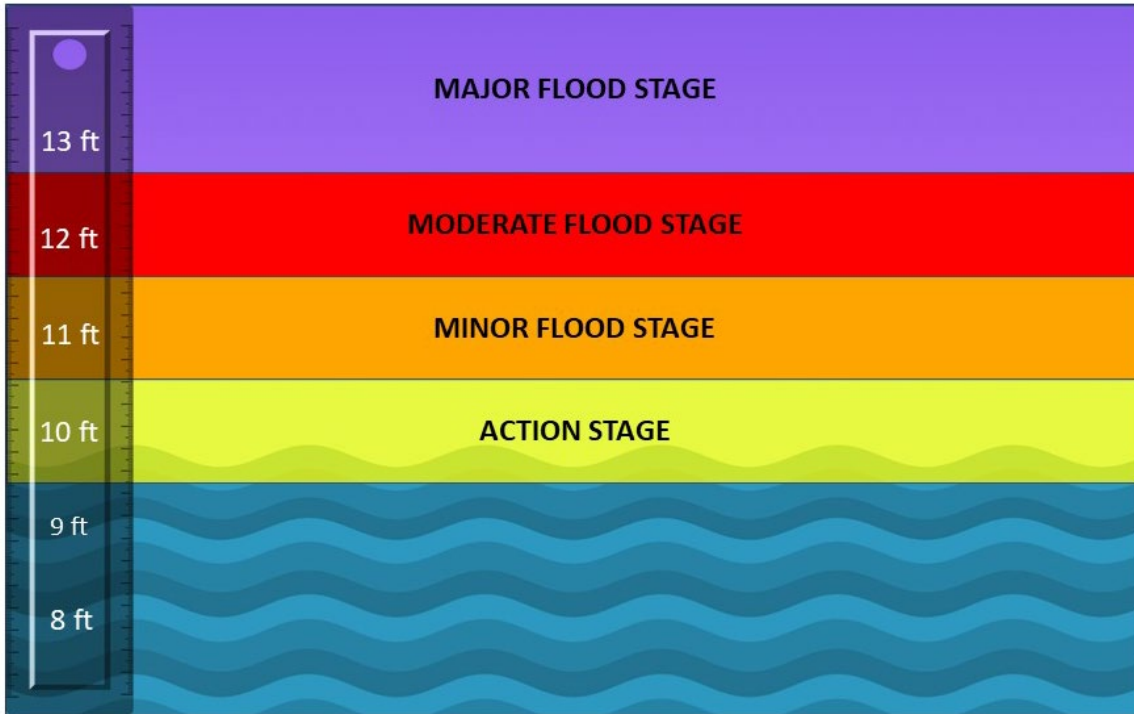 MAJOR FLOOD STAGE
13 ft
MODERATE FLOOD STAGE
12 ft
MINOR FLOOD STAGE
11 ft
ACTION STAGE
10 ft
9 ft
8 ft